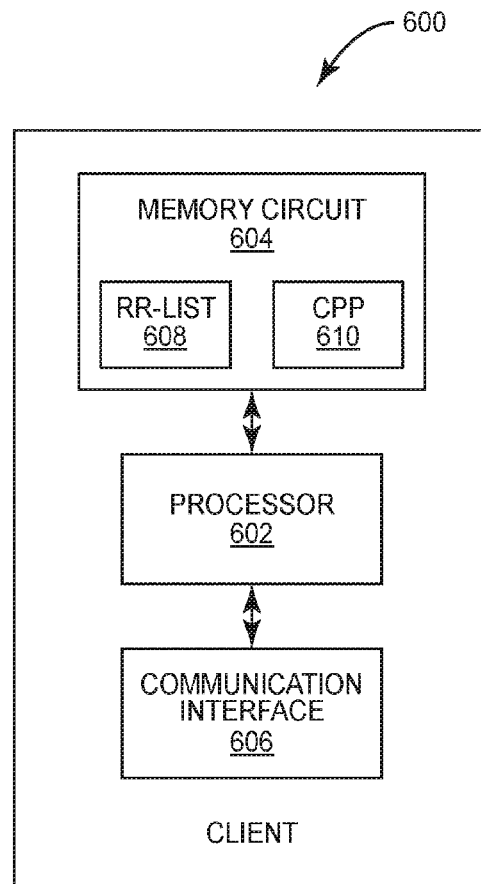 600
MEMORY CIRCUIT
604
RR-LIST
608
CPP
610
PROCESSOR
602
COMMUNICATION
INTERFACE
606
CLIENT